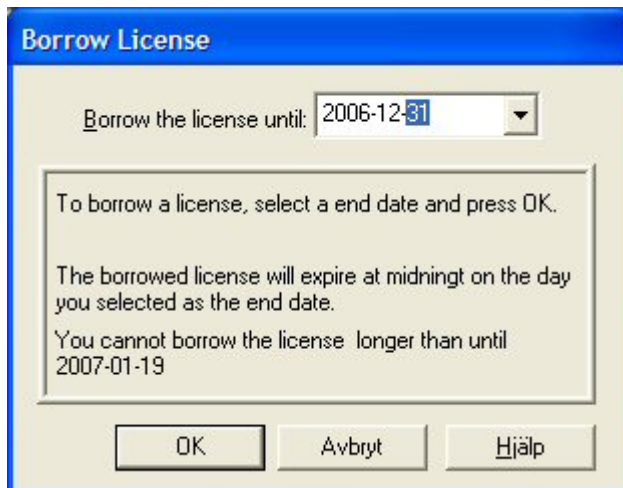 Borrow License
Borrow the license until: 2006-12-31
To borrow a license, select a end date and press OK.
The borrowed license will expire at midningt on the day
you selected as the end date.
You cannot borrow the license longer than until
2007-01-19
OK Avbryt Hjälp